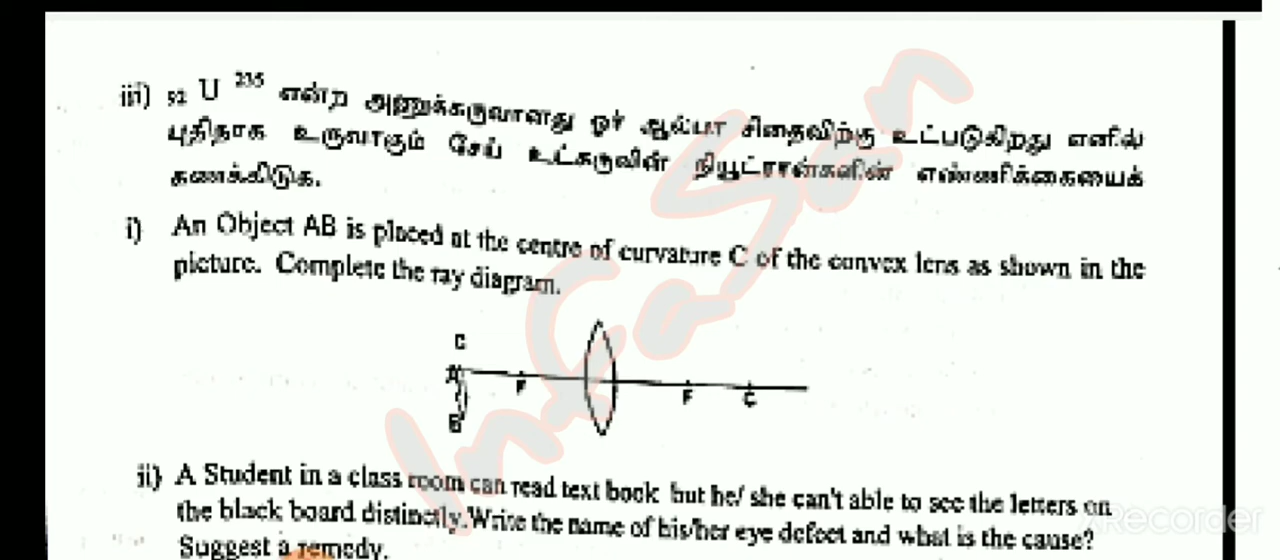 iii) 92 U 235 என்ற அணுக்கருவானது ஓர் ஆல்பா சிதைவிற்கு உட்படுகிறது எனில்
புதிதாக உருவாகும் சேய் உட்கருவின் நியூட்ரான்களின் எண்ணிக்கையைக்
கணக்கிடுக.
i) An Object AB is placed at the centre of curvature C of the convex lens as shown in the
picture. Complete the ray diagram.
C
A
F
F
C
B
ii) A Student in a class room can read text book but he/ she can't able to see the letters on
the black board distinctly.Write the name of his/her eye defect and what is the cause?
Suggest a remedy.
XRecorder